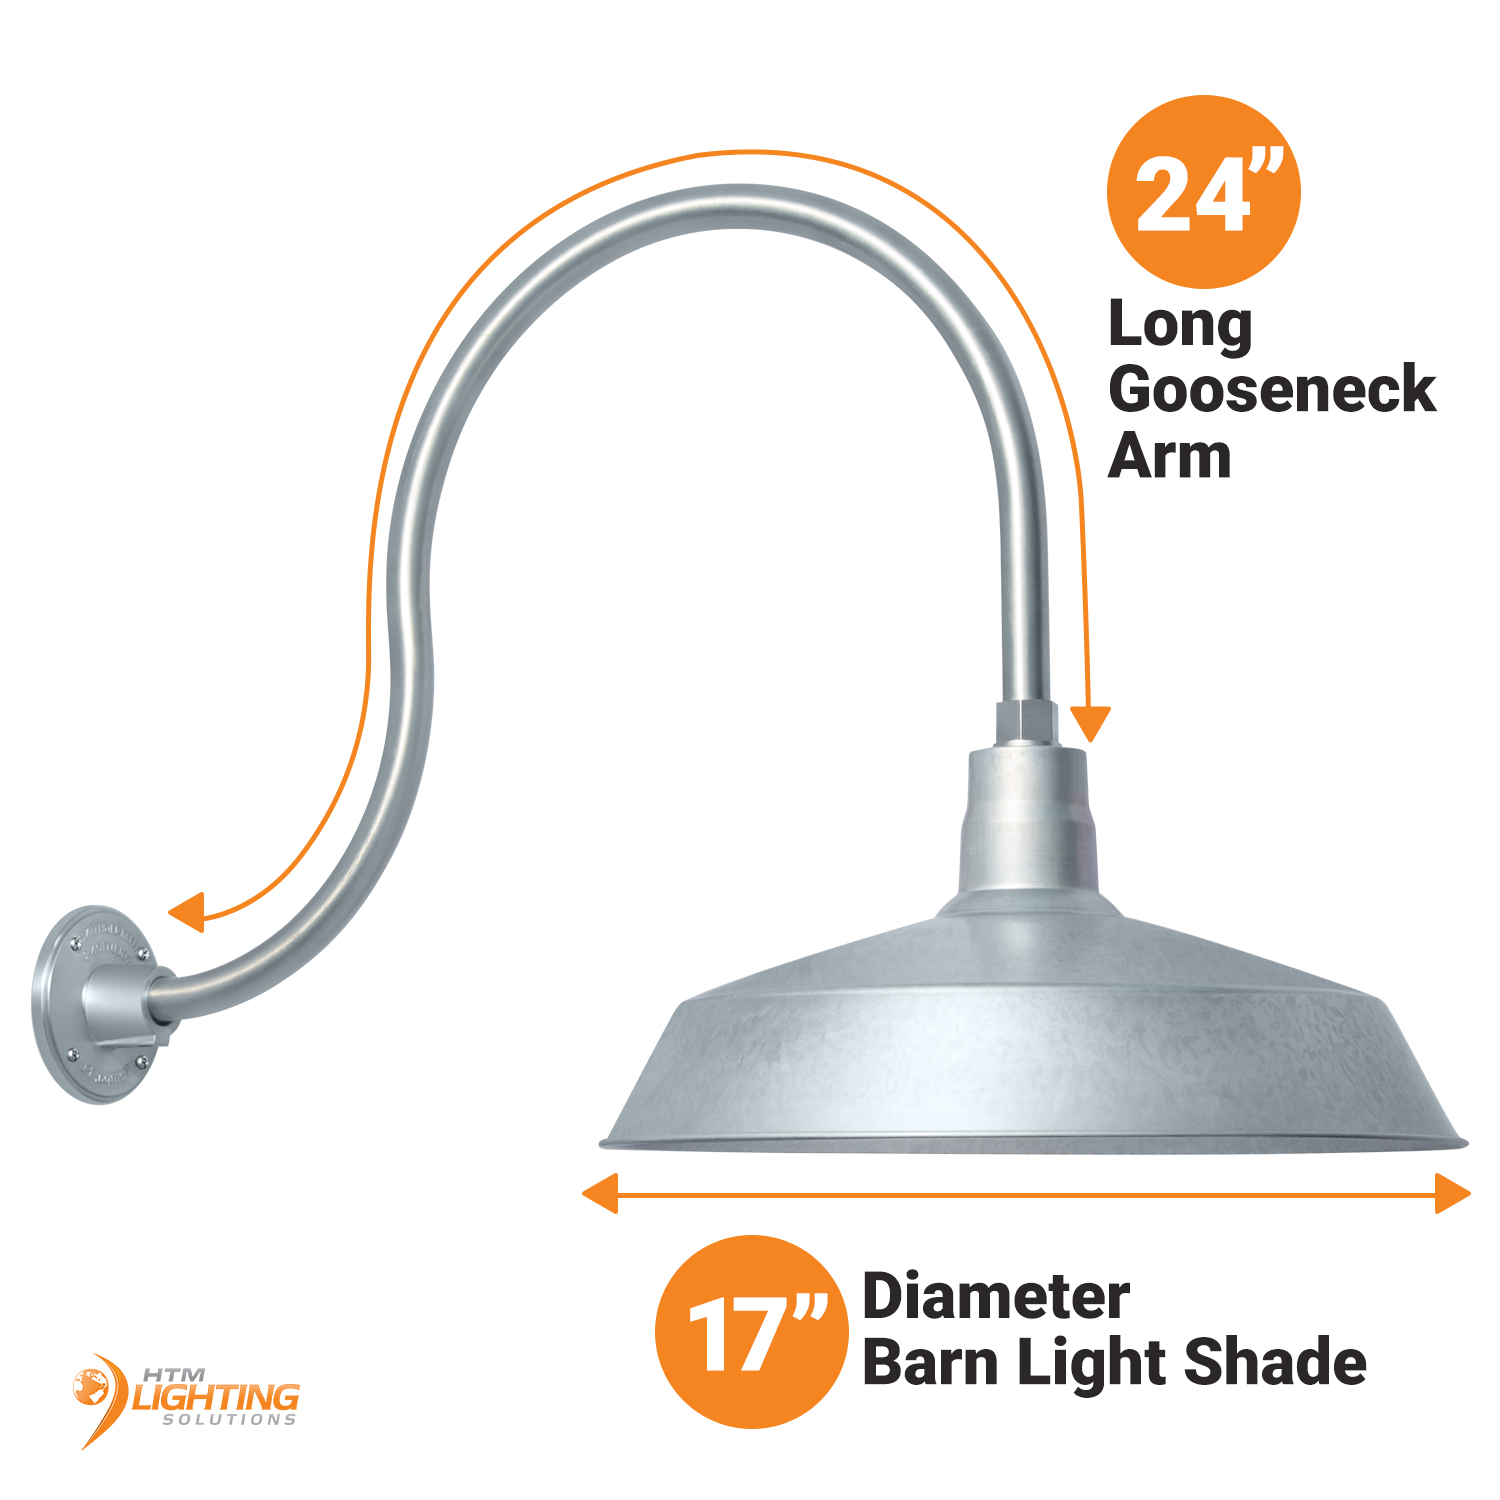 24”
Long
Gooseneck
Arm
17”
Diameter
Barn Light Shade
HTM
LIGHTING
SOLUTIONS